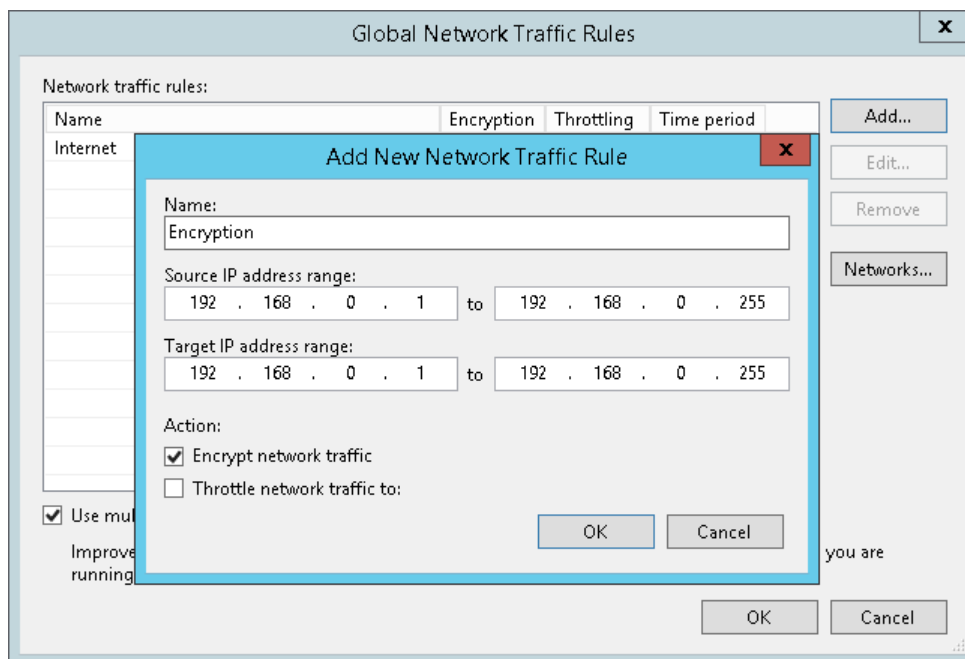 Global Network Traffic Rules
x
Network traffic rules:
Name Encryption Throttling Time period
Add...
Internet
Edit...
Remove
Networks...
Add New Network Traffic Rule
x
Name:
Encryption
Source IP address range:
192 . 168 . 0 . 1 to 192 . 168 . 0 . 255
Target IP address range:
192 . 168 . 0 . 1 to 192 . 168 . 0 . 255
Action:
Encrypt network traffic
Throttle network traffic to:
OK Cancel
Use mul
Improve you are
running
OK Cancel